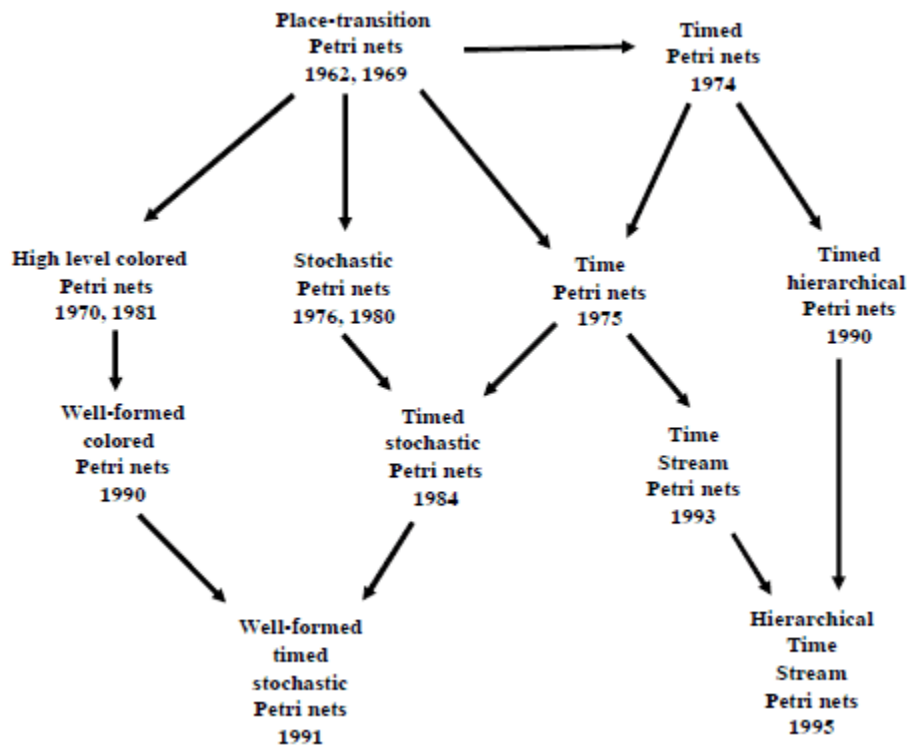 Place-transition
Petri nets
1962, 1969
Timed
Petri nets
1974
High level colored
Petri nets
1970, 1981
Stochastic
Petri nets
1976, 1980
Time
Petri nets
1975
Timed
hierarchical
Petri nets
1990
Well-formed
colored
Petri nets
1990
Timed
stochastic
Petri nets
1984
Time
Stream
Petri nets
1993
Well-formed
timed
stochastic
Petri nets
1991
Hierarchical
Time
Stream
Petri nets
1995